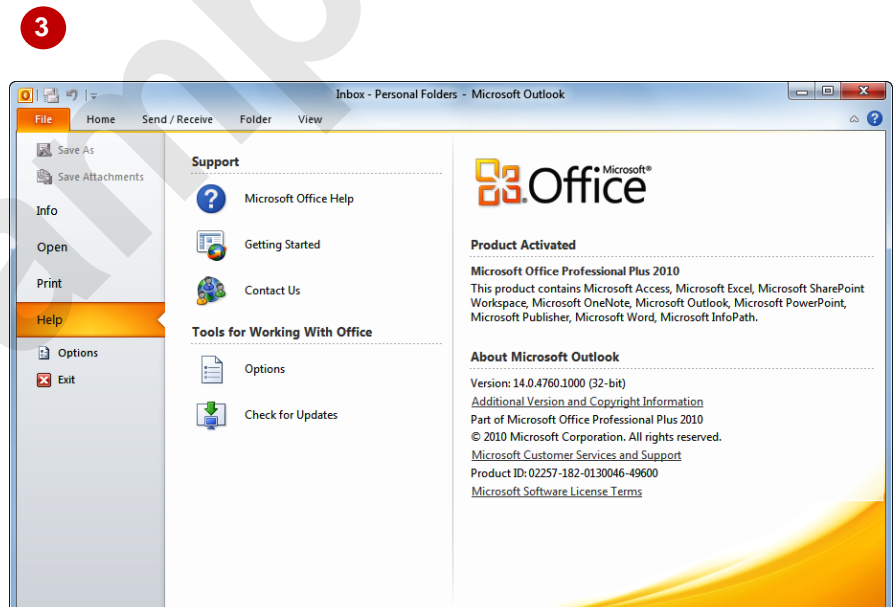 3
Inbox - Personal Folders - Microsoft Outlook
File Home Send / Receive Folder View
Save As
Save Attachments
Info
Open
Print
Help
Options
Exit
Support
Microsoft Office Help
Getting Started
Contact Us
Tools for Working With Office
Options
Check for Updates
Microsoft®
Office
Product Activated
Microsoft Office Professional Plus 2010
This product contains Microsoft Access, Microsoft Excel, Microsoft SharePoint
Workspace, Microsoft OneNote, Microsoft Outlook, Microsoft PowerPoint,
Microsoft Publisher, Microsoft Word, Microsoft InfoPath.
About Microsoft Outlook
Version: 14.0.4760.1000 (32-bit)
Additional Version and Copyright Information
Part of Microsoft Office Professional Plus 2010
© 2010 Microsoft Corporation. All rights reserved.
Microsoft Customer Services and Support
Product ID: 02257-182-0130046-49600
Microsoft Software License Terms